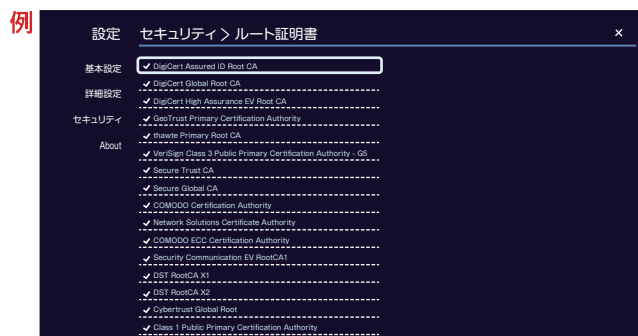 例
設定 セキュリティ > ルート証明書 ×
基本設定
詳細設定
セキュリティ
About
✓ DigiCert Assured ID Root CA
✓ DigiCert Global Root CA
✓ DigiCert High Assurance EV Root CA
✓ GeoTrust Primary Certification Authority
✓ thawte Primary Root CA
✓ VeriSign Class 3 Public Primary Certification Authority - G5
✓ Secure Trust CA
✓ Secure Global CA
✓ COMODO Certification Authority
✓ Network Solutions Certificate Authority
✓ COMODO ECC Certification Authority
✓ Security Communication EV RootCA1
✓ DST RootCA X1
✓ DST RootCA X2
✓ Cybertrust Global Root
✓ Class 1 Public Primary Certification Authority